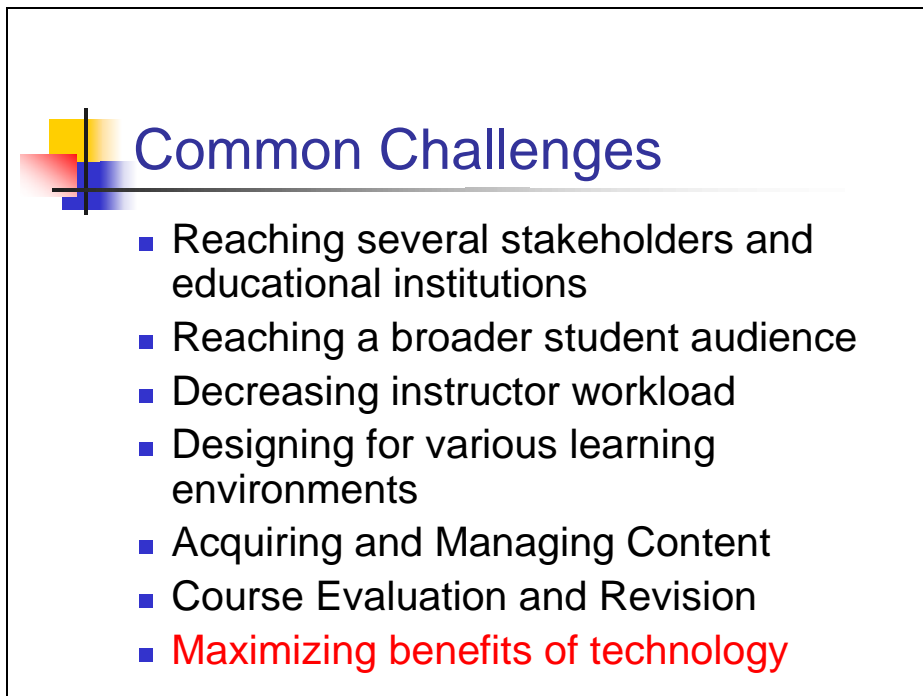 Common Challenges
Reaching several stakeholders and
educational institutions
Reaching a broader student audience
Decreasing instructor workload
Designing for various learning
environments
Acquiring and Managing Content
Course Evaluation and Revision
Maximizing benefits of technology